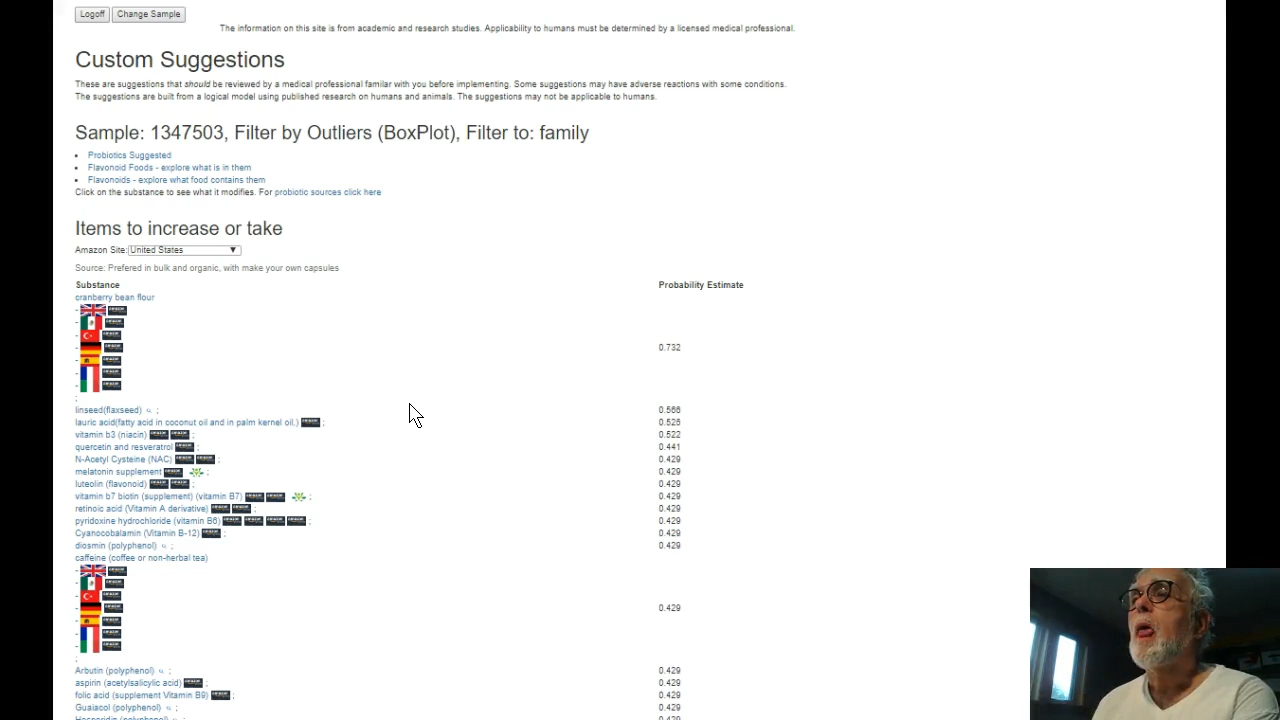 Logoff Change Sample
The information on this site is from academic and research studies. Applicability to humans must be determined by a licensed medical professional.
Custom Suggestions
These are suggestions that should be reviewed by a medical professional familar with you before implementing. Some suggestions may have adverse reactions with some conditions.
The suggestions are built from a logical model using published research on humans and animals. The suggestions may not be applicable to humans.
Sample: 1347503, Filter by Outliers (BoxPlot), Filter to: family
Probiotics Suggested
Flavonoid Foods - explore what is in them
Flavonoids - explore what food contains them
Click on the substance to see what it modifies. For probiotic sources click here
Items to increase or take
Amazon Site: United States
Source: Prefered in bulk and organic, with make your own capsules
Substance Probability Estimate
cranberry bean flour
0.732
;
linseed(flaxseed) ; 0.566
lauric acid(fatty acid in coconut oil and in palm kernel oil.) ; 0.526
vitamin b3 (niacin) ; 0.522
quercetin and resveratrol ; 0.441
N-Acetyl Cysteine (NAC) ; 0.429
melatonin supplement ; 0.429
luteolin (flavonoid) ; 0.429
vitamin b7 biotin (supplement) (vitamin B7) ; 0.429
retinoic acid (Vitamin A derivative) ; 0.429
pyridoxine hydrochloride (vitamin B6) ; 0.429
Cyanocobalamin (Vitamin B-12) ; 0.429
diosmin (polyphenol) ; 0.429
caffeine (coffee or non-herbal tea)
0.429
;
Arbutin (polyphenol) ; 0.429
aspirin (acetylsalicylic acid) ; 0.429
folic acid (supplement Vitamin B9) ; 0.429
Guaiacol (polyphenol) ; 0.429
Hesperidin (polyphenol) ; 0.429